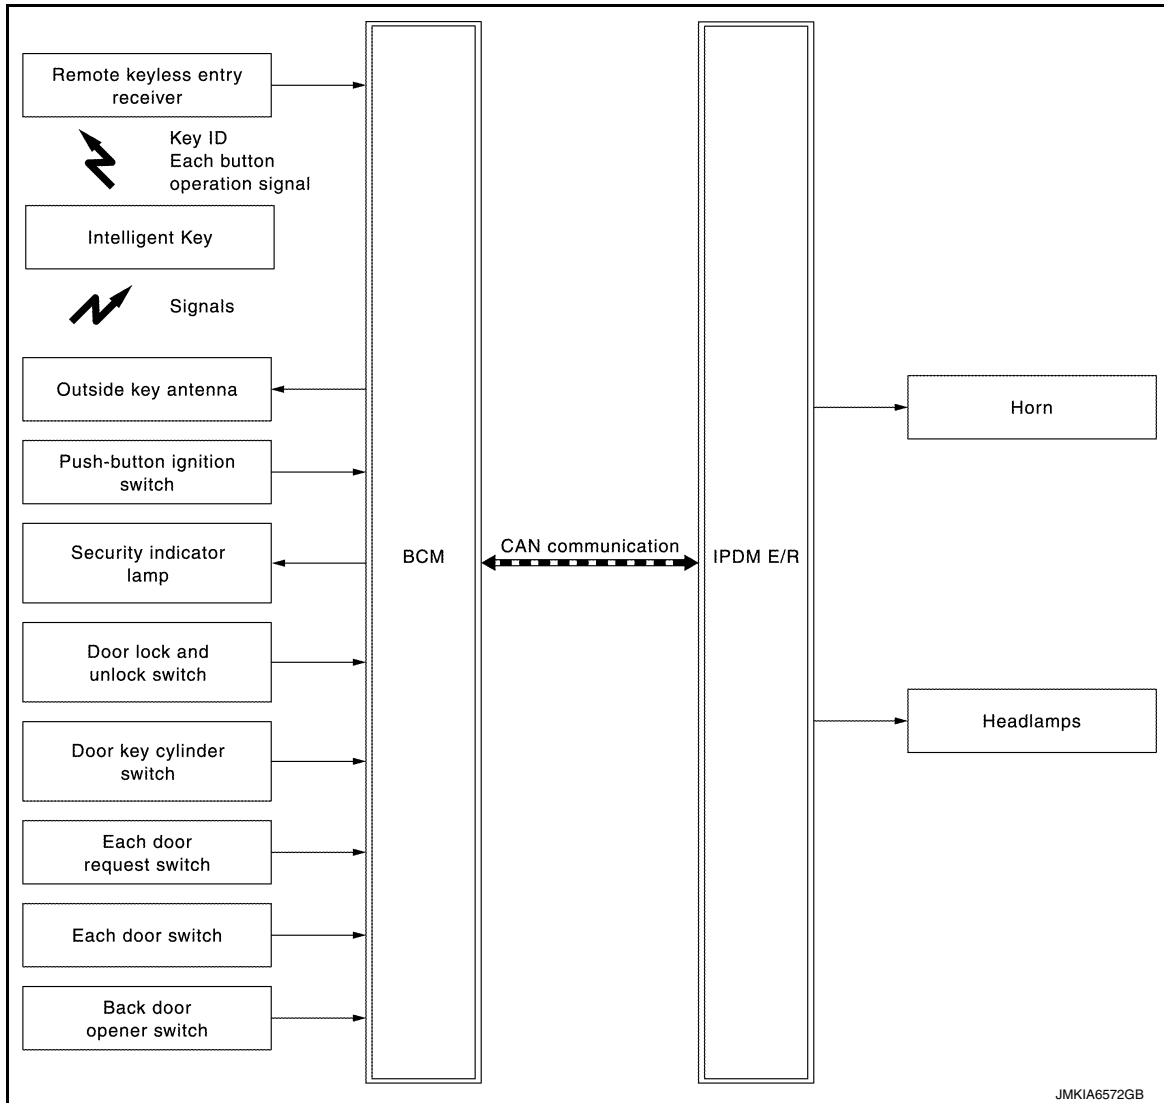 Remote keyless entry
receiver
Key ID
Each button
operation signal
Intelligent Key
Signals
Outside key antenna
Push-button ignition
switch
Security indicator
lamp
Door lock and
unlock switch
Door key cylinder
switch
Each door
request switch
Each door switch
Back door
opener switch
BCM
CAN communication
IPDM E/R
Horn
Headlamps
JMKIA6572GB